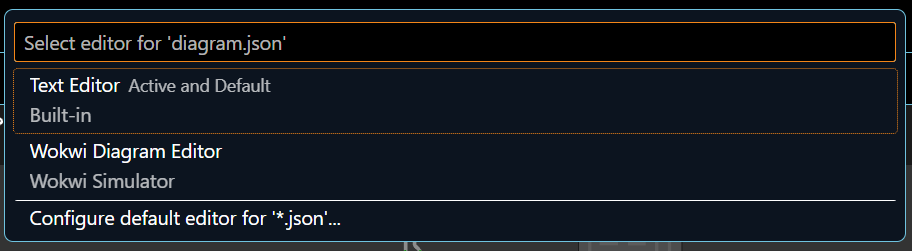 Select editor for 'diagram.json'
Text Editor Active and Default
Built-in
Wokwi Diagram Editor
Wokwi Simulator
Configure default editor for '*.json'...